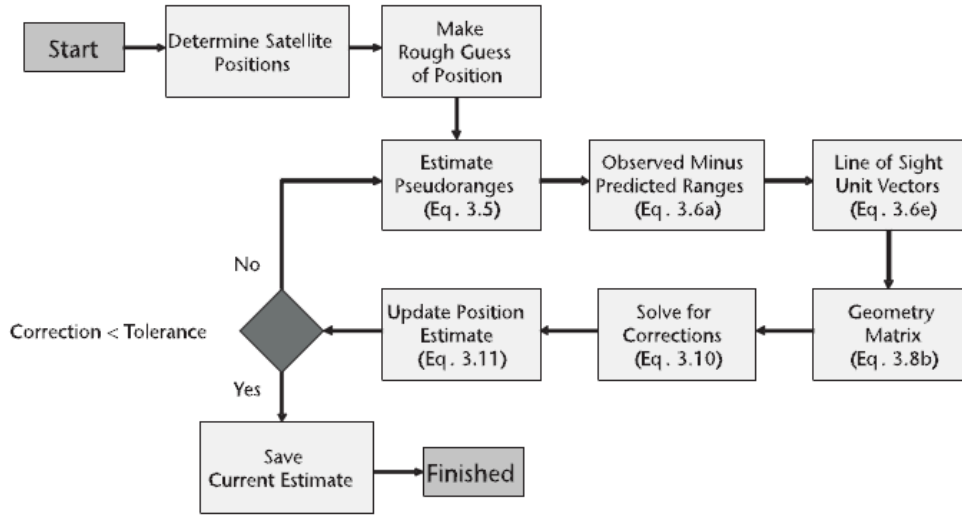 Start
Determine Satellite
Positions
Make
Rough Guess
of Position
Estimate
Pseudoranges
(Eq. 3.5)
Observed Minus
Predicted Ranges
(Eq. 3.6a)
Line of Sight
Unit Vectors
(Eq. 3.6e)
No
Geometry
Matrix
(Eq. 3.8b)
Solve for
Corrections
(Eq. 3.10)
Update Position
Estimate
(Eq. 3.11)
Correction < Tolerance
Yes
Save
Current Estimate
Finished